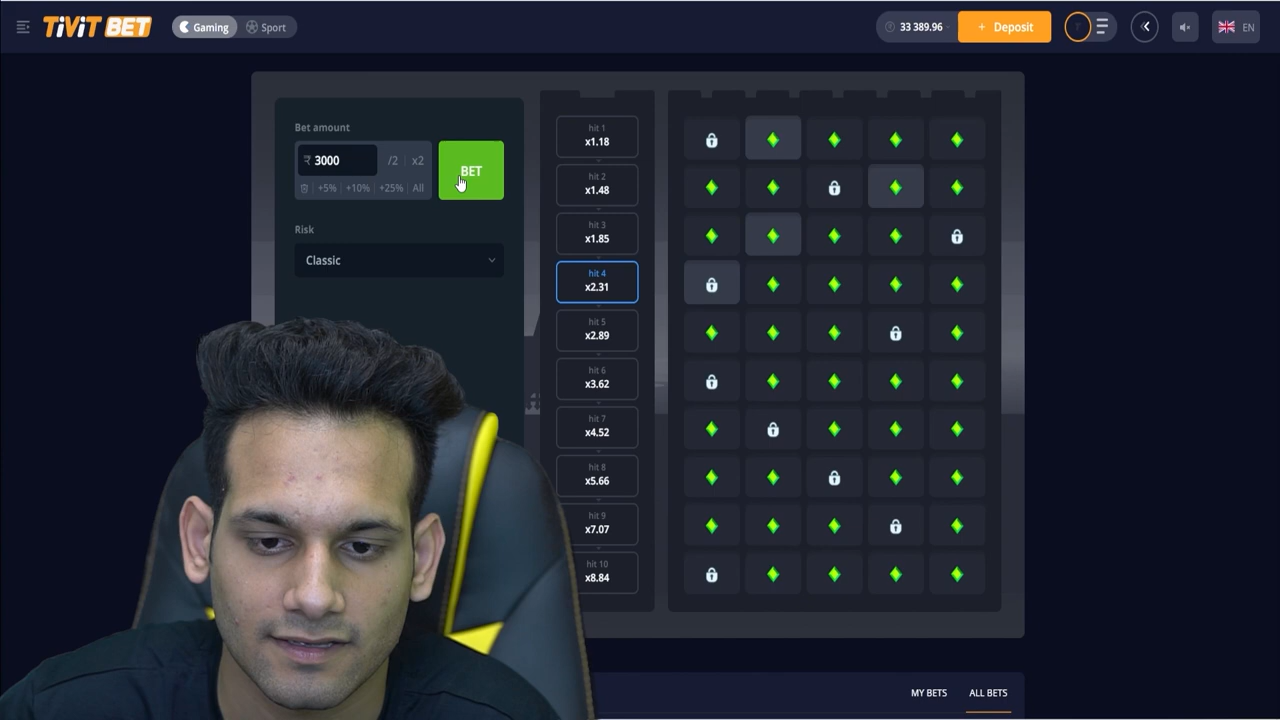 TiViT BET
Gaming
Sport
33 389.96
+ Deposit
EN
Bet amount
₹ 3000
/2
x2
BET
+5%
+10%
+25%
All
Risk
Classic
hit 1
x1.18
hit 2
x1.48
hit 3
x1.85
hit 4
x2.31
hit 5
x2.89
hit 6
x3.62
hit 7
x4.52
hit 8
x5.66
hit 9
x7.07
hit 10
x8.84
MY BETS
ALL BETS